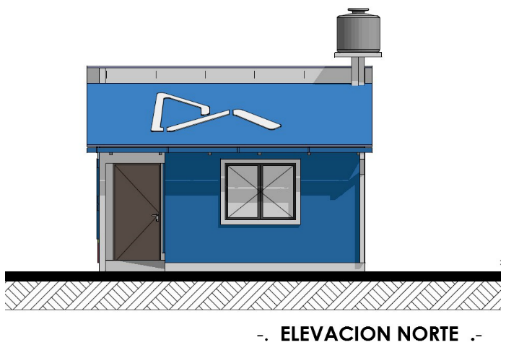 -. ELEVACION NORTE .-